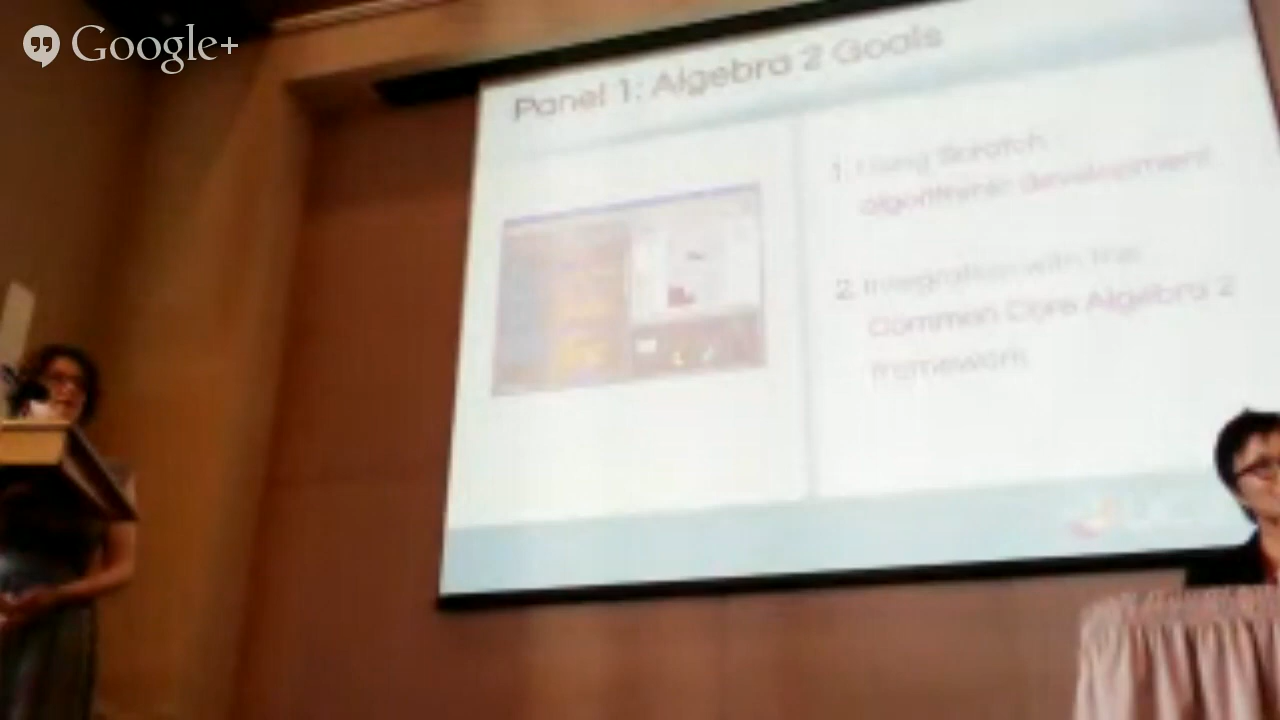 Google+
Panel 1: Algebra 2 Goals
1. Using Scratch
algorithmic development
2. Integration with the
Common Core Algebra 2
framework